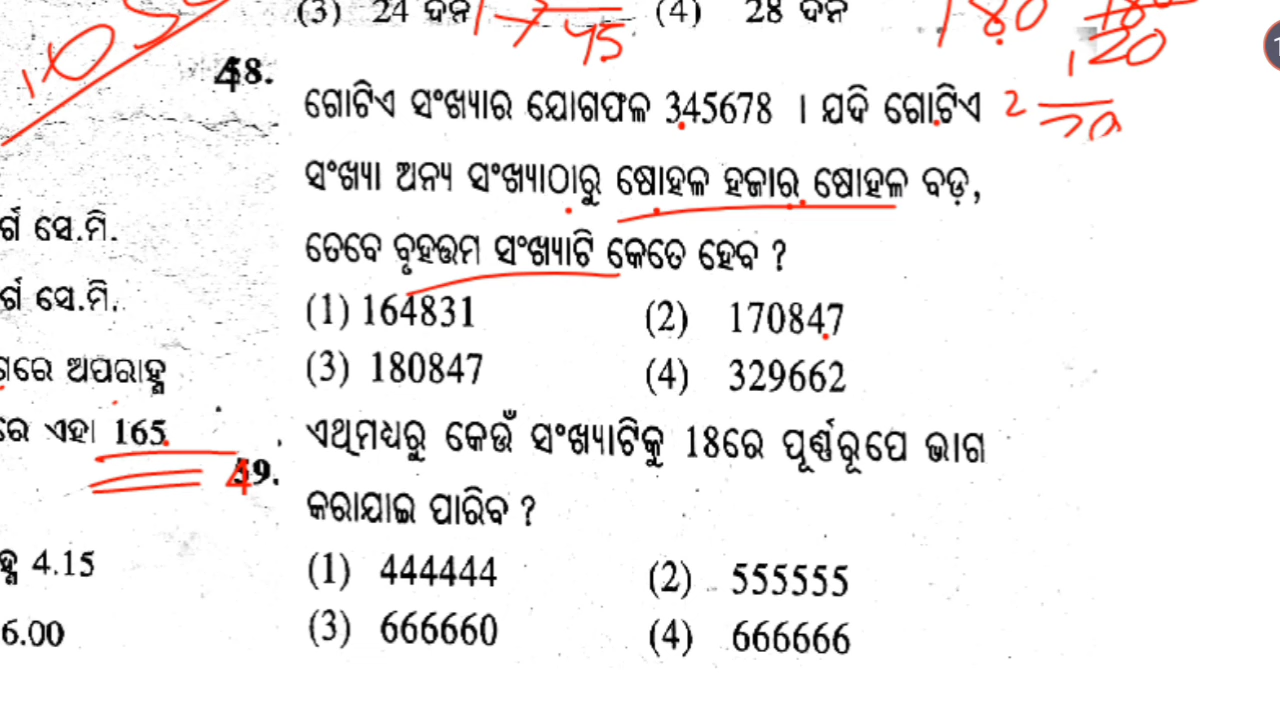 (3) 24 ଦିନ (4) 28 ଦିନ
180
120
45
48.
ଗୋଟିଏ ସଂଖ୍ୟାର ଯୋଗଫଳ 345678 । ଯଦି ଗୋଟିଏ
ସଂଖ୍ୟା ଅନ୍ୟ ସଂଖ୍ୟାଠାରୁ ଷୋହଳ ହଜାର ଷୋହଳ ବଡ଼,
ତେବେ ବୃହତ୍ତମ ସଂଖ୍ୟାଟି କେତେ ହେବ ?
(1) 164831 (2) 170847
(3) 180847 (4) 329662
49.
ଏଥିମଧ୍ୟରୁ କେଉଁ ସଂଖ୍ୟାଟିକୁ 18ରେ ପୂର୍ଣ୍ଣରୂପେ ଭାଗ
କରାଯାଇ ପାରିବ ?
(1) 444444 (2) 555555
(3) 666660 (4) 666666
ର୍ଗ ସେ.ମି.
ର୍ଗ ସେ.ମି.
ରେ ଅପରାହ୍ନ
ରେ ଏହା 165
4.15
6.00